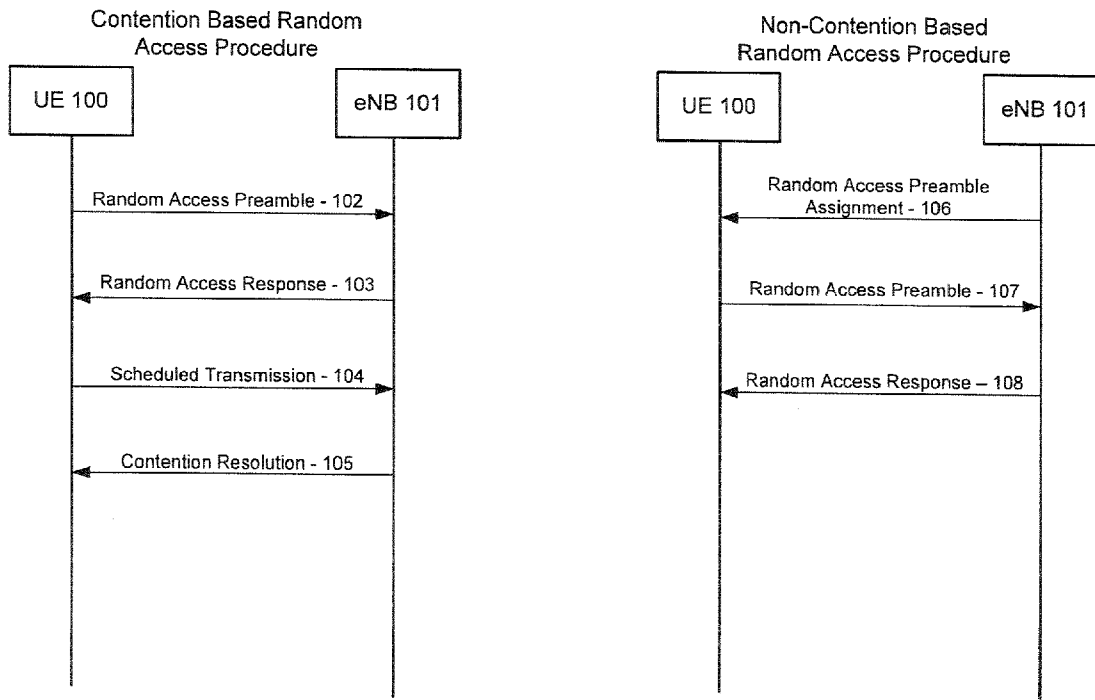 Contention Based Random
Access Procedure
UE 100
eNB 101
Random Access Preamble - 102
Random Access Response - 103
Scheduled Transmission - 104
Contention Resolution - 105
Non-Contention Based
Random Access Procedure
UE 100
eNB 101
Random Access Preamble
Assignment - 106
Random Access Preamble - 107
Random Access Response – 108